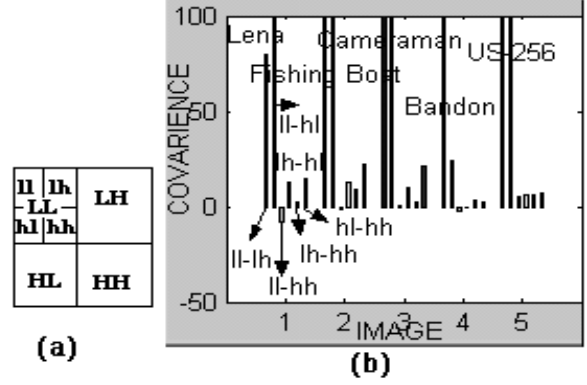 ll lh
LL
hl hh
LH
HL
HH
(a)
COVARIENCE
100
50
0
-50
Lena
Cameraman
US-256
Fishing Boat
Bandon
ll-hl
lh-hl
hl-hh
ll-lh
lh-hh
ll-hh
1 2 3 4 5
IMAGE
(b)